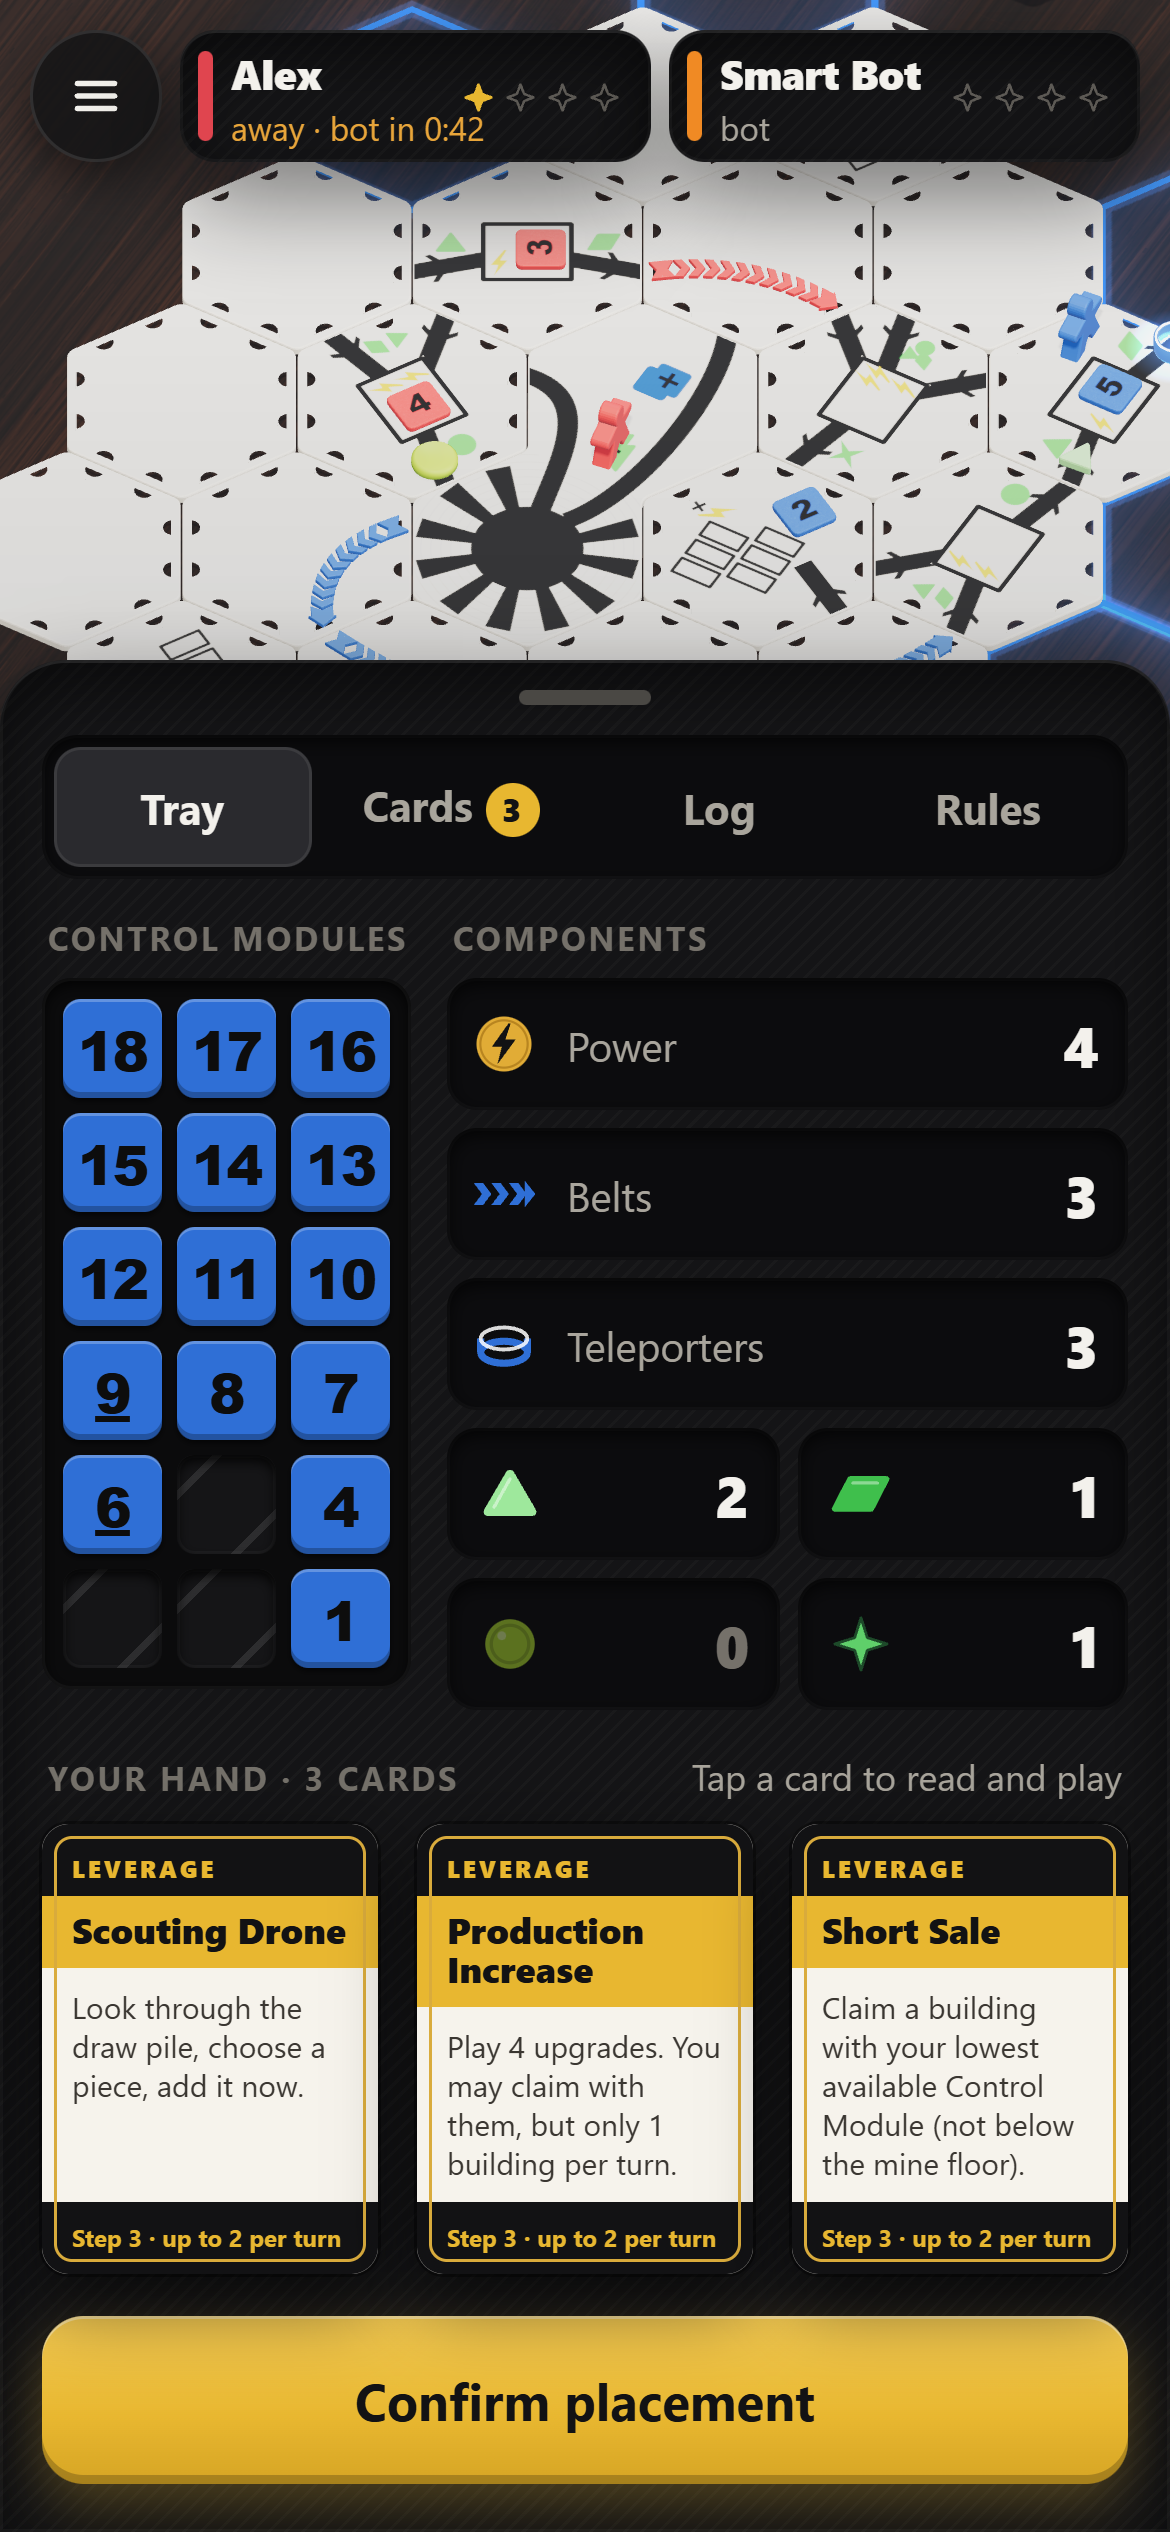 Alex
away · bot in 0:42
Smart Bot
bot
3
4
+
5
2
+
Tray
Cards 3
Log
Rules
CONTROL MODULES
COMPONENTS
18 17 16
15 14 13
12 11 10
9 8 7
6 4
1
Power 4
Belts 3
Teleporters 3
2
1
0
1
YOUR HAND · 3 CARDS
Tap a card to read and play
LEVERAGE
Scouting Drone
Look through the
draw pile, choose a
piece, add it now.
Step 3 · up to 2 per turn
LEVERAGE
Production
Increase
Play 4 upgrades. You
may claim with
them, but only 1
building per turn.
Step 3 · up to 2 per turn
LEVERAGE
Short Sale
Claim a building
with your lowest
available Control
Module (not below
the mine floor).
Step 3 · up to 2 per turn
Confirm placement